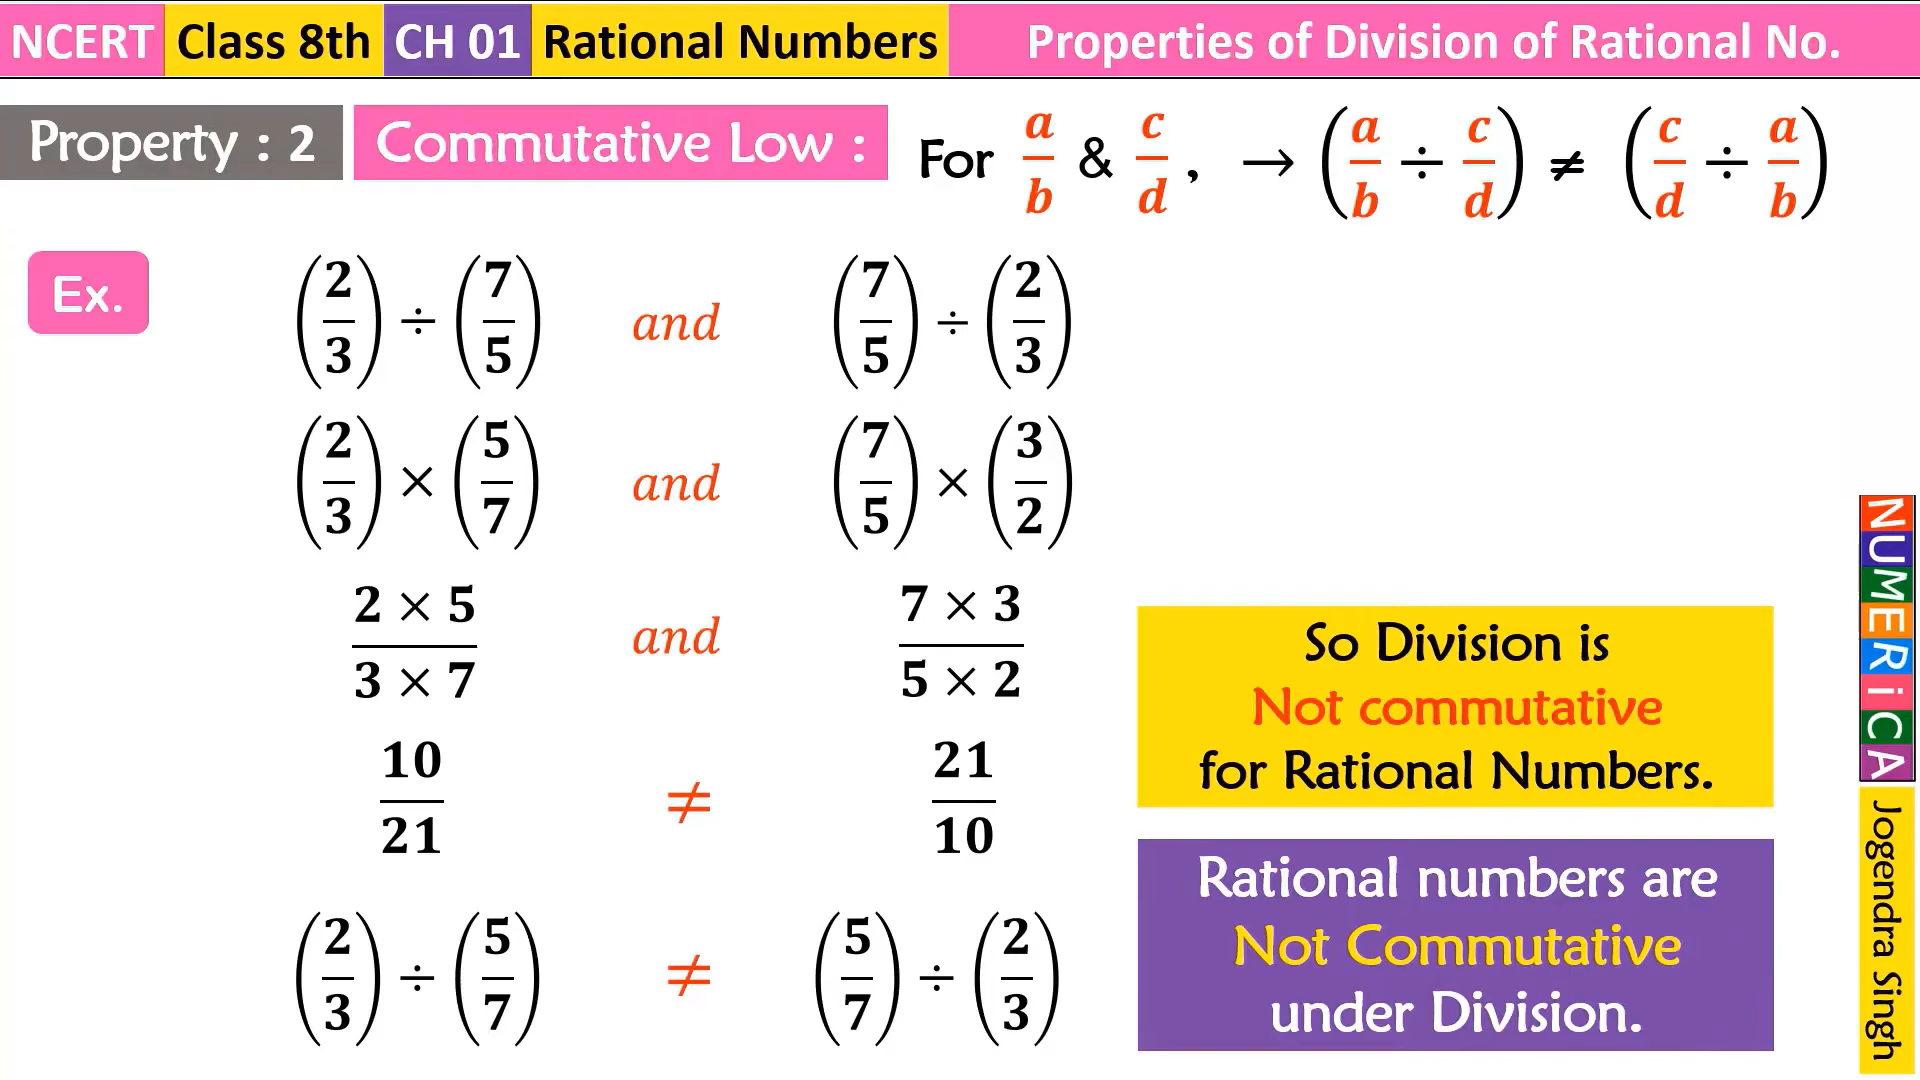 NCERT Class 8th CH 01 Rational Numbers Properties of Division of Rational No.
Property : 2 Commutative Low : For a/b & c/d , → (a/b ÷ c/d) ≠ (c/d ÷ a/b)
Ex. (2/3) ÷ (7/5) and (7/5) ÷ (2/3)
(2/3) × (5/7) and (7/5) × (3/2)
2 × 5 / 3 × 7 and 7 × 3 / 5 × 2
10/21 ≠ 21/10
(2/3) ÷ (5/7) ≠ (5/7) ÷ (2/3)
So Division is
Not commutative
for Rational Numbers.
Rational numbers are
Not Commutative
under Division.
NUMERiCA
Jogendra Singh